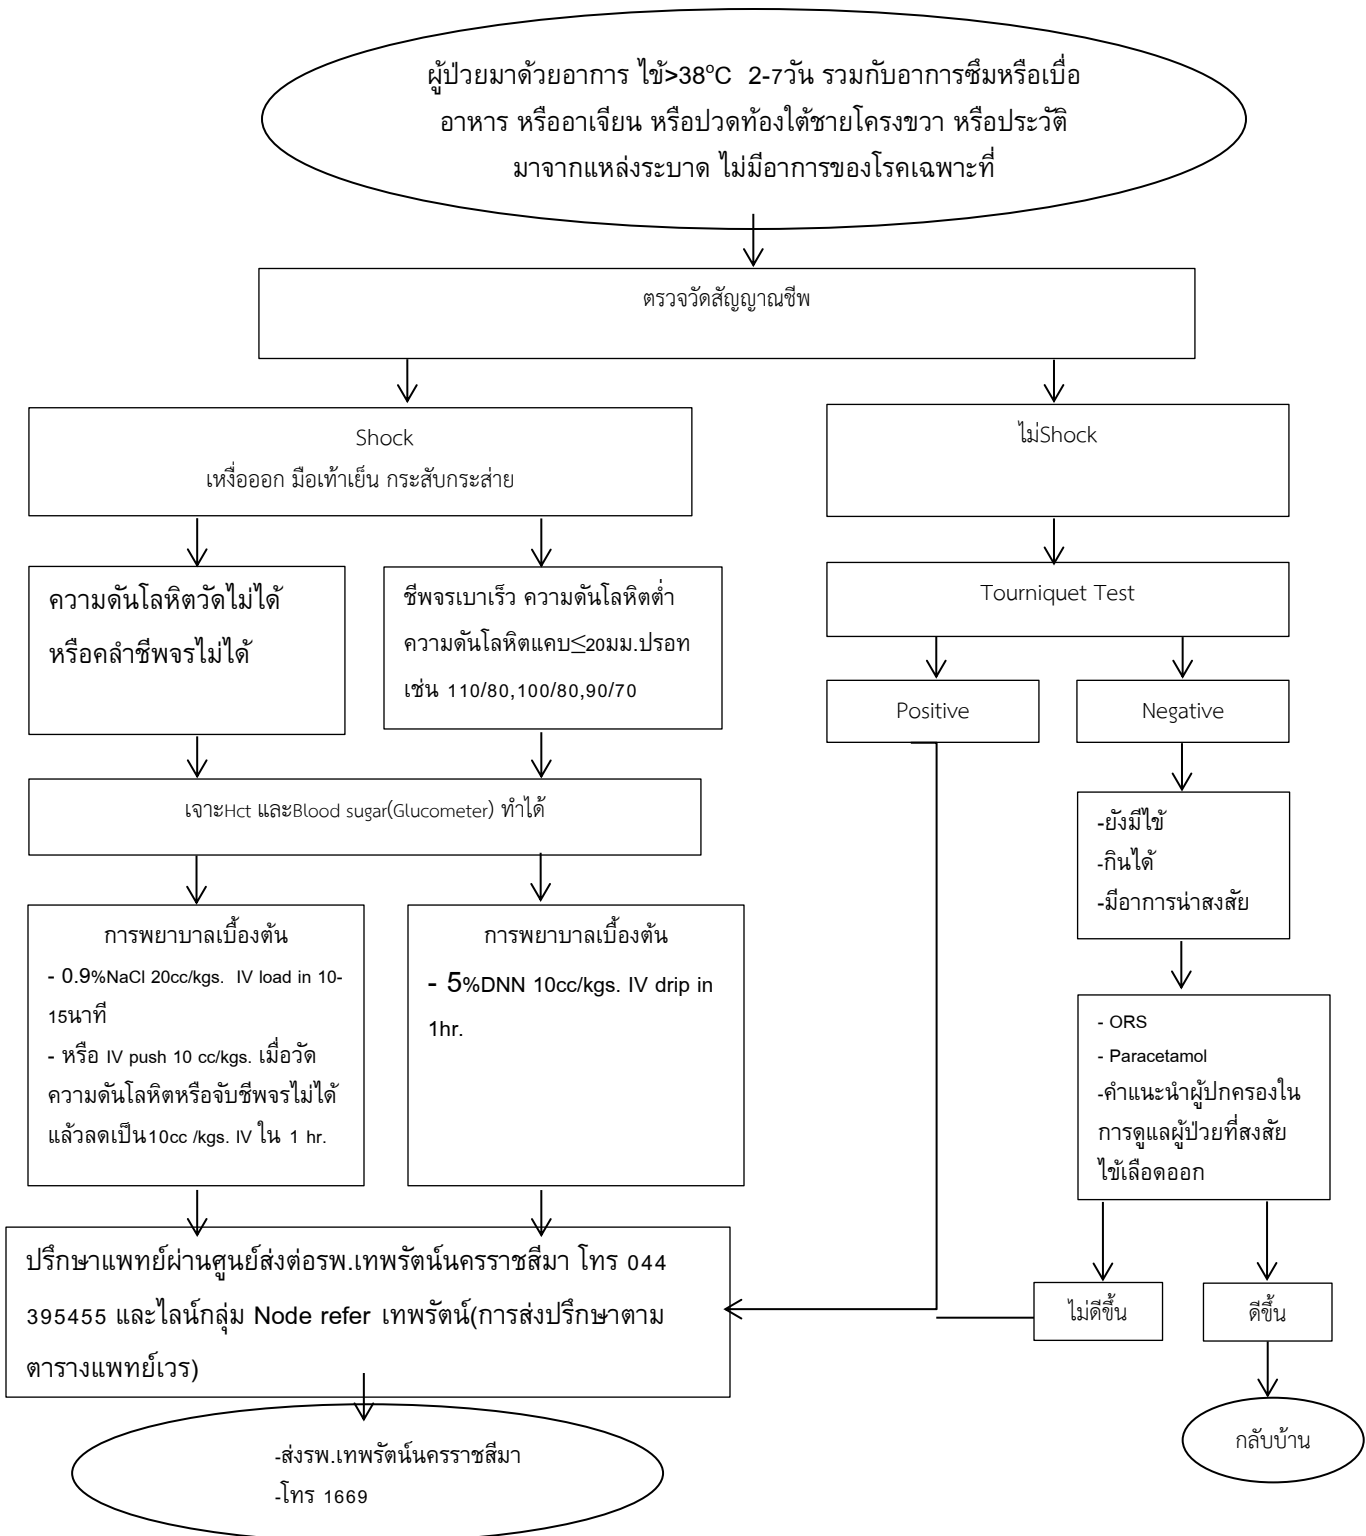 ผู้ป่วยมาด้วยอาการ ไข้>38°C 2-7วัน รวมกับอาการซึมหรือเบื่อ
อาหาร หรืออาเจียน หรือปวดท้องใต้ชายโครงขวา หรือประวัติ
มาจากแหล่งระบาด ไม่มีอาการของโรคเฉพาะที่
ตรวจวัดสัญญาณชีพ
Shock
เหงื่อออก มือเท้าเย็น กระสับกระส่าย
ไม่Shock
ความดันโลหิตวัดไม่ได้
หรือคลำชีพจรไม่ได้
ชีพจรเบาเร็ว ความดันโลหิตต่ำ
ความดันโลหิตแคบ≤20มม.ปรอท
เช่น 110/80,100/80,90/70
Tourniquet Test
Positive
Negative
เจาะHct และBlood sugar(Glucometer) ทำได้
-ยังมีไข้
-กินได้
-มีอาการน่าสงสัย
การพยาบาลเบื้องต้น
- 0.9%NaCl 20cc/kgs. IV load in 10-
15นาที
- หรือ IV push 10 cc/kgs. เมื่อวัด
ความดันโลหิตหรือจับชีพจรไม่ได้
แล้วลดเป็น10cc /kgs. IV ใน 1 hr.
การพยาบาลเบื้องต้น
- 5%DNN 10cc/kgs. IV drip in
1hr.
- ORS
- Paracetamol
-คำแนะนำผู้ปกครองใน
การดูแลผู้ป่วยที่สงสัย
ไข้เลือดออก
ปรึกษาแพทย์ผ่านศูนย์ส่งต่อรพ.เทพรัตน์นครราชสีมา โทร 044
395455 และไลน์กลุ่ม Node refer เทพรัตน์(การส่งปรึกษาตาม
ตารางแพทย์เวร)
ไม่ดีขึ้น
ดีขึ้น
กลับบ้าน
-ส่งรพ.เทพรัตน์นครราชสีมา
-โทร 1669